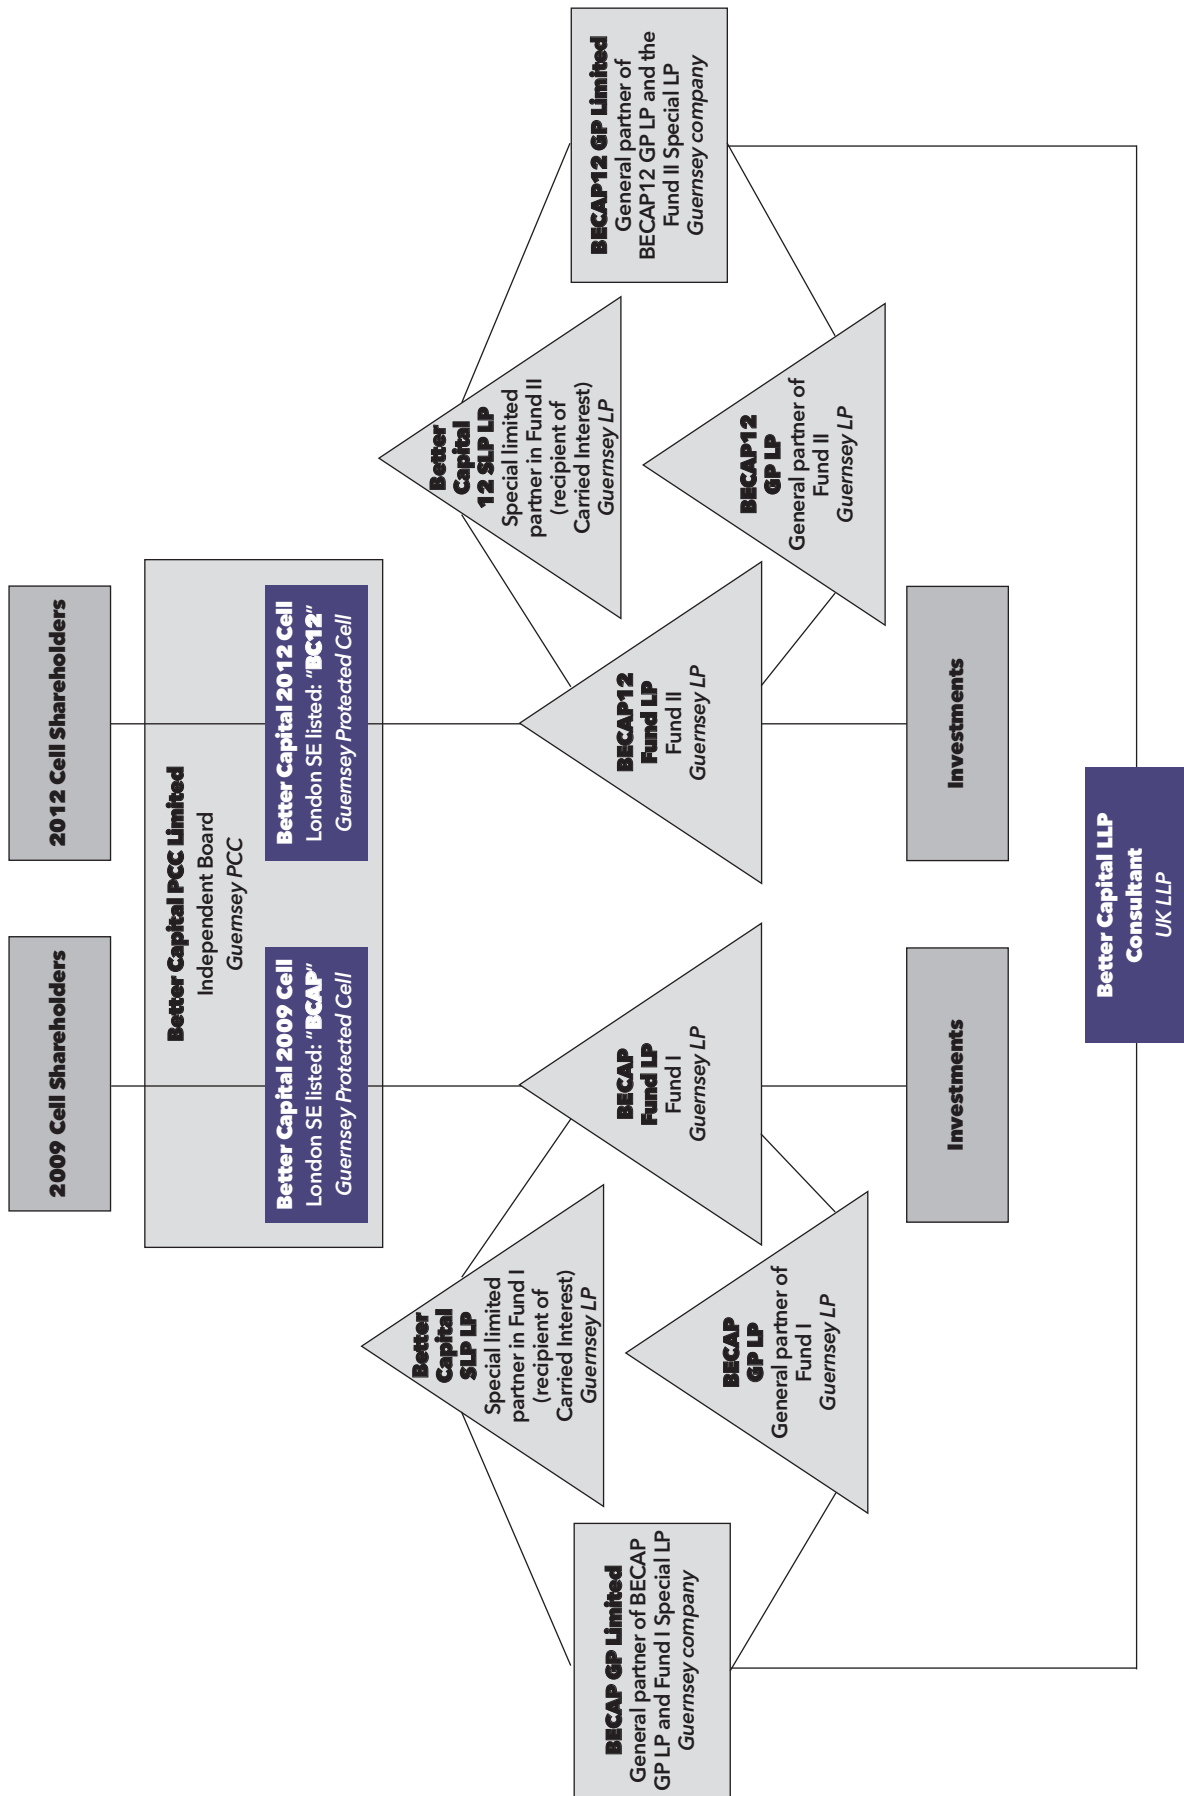 2009 Cell Shareholders
2012 Cell Shareholders
Better Capital PCC Limited
Independent Board
Guernsey PCC
Better Capital 2009 Cell
London SE listed: "BCAP"
Guernsey Protected Cell
Better Capital 2012 Cell
London SE listed: "BC12"
Guernsey Protected Cell
Better
Capital
SLP LP
Special limited
partner in Fund I
(recipient of
Carried Interest)
Guernsey LP
Better
Capital
12 SLP LP
Special limited
partner in Fund II
(recipient of
Carried Interest)
Guernsey LP
BECAP GP Limited
General partner of BECAP
GP LP and Fund I Special LP
Guernsey company
BECAP
Fund LP
Fund I
Guernsey LP
BECAP12
Fund LP
Fund II
Guernsey LP
BECAP12 GP Limited
General partner of
BECAP12 GP LP and the
Fund II Special LP
Guernsey company
BECAP
GP LP
General partner of
Fund I
Guernsey LP
BECAP12
GP LP
General partner of
Fund II
Guernsey LP
Investments
Investments
Better Capital LLP
Consultant
UK LLP